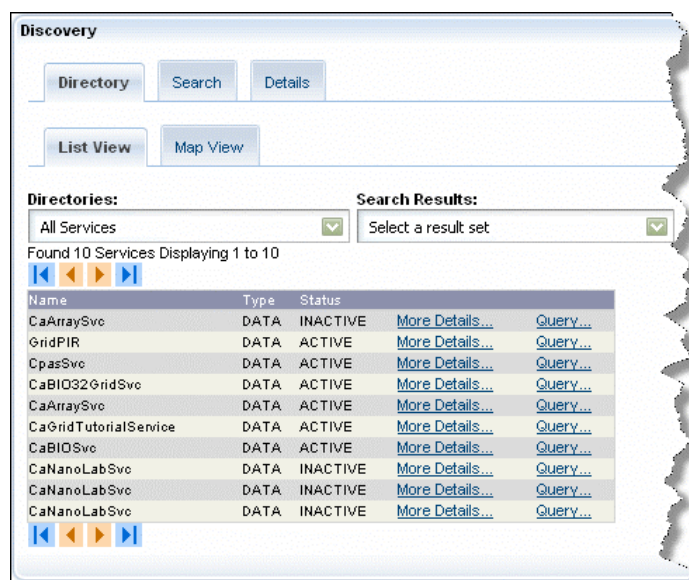 Discovery
Directory Search Details
List View Map View
Directories: Search Results:
All Services Select a result set
Found 10 Services Displaying 1 to 10
Name Type Status
CaArraySvc DATA INACTIVE More Details... Query...
GridPIR DATA ACTIVE More Details... Query...
CpasSvc DATA ACTIVE More Details... Query...
CaBIO32GridSvc DATA ACTIVE More Details... Query...
CaArraySvc DATA ACTIVE More Details... Query...
CaGridTutorialService DATA ACTIVE More Details... Query...
CaBIOSvc DATA ACTIVE More Details... Query...
CaNanoLabSvc DATA INACTIVE More Details... Query...
CaNanoLabSvc DATA INACTIVE More Details... Query...
CaNanoLabSvc DATA INACTIVE More Details... Query...